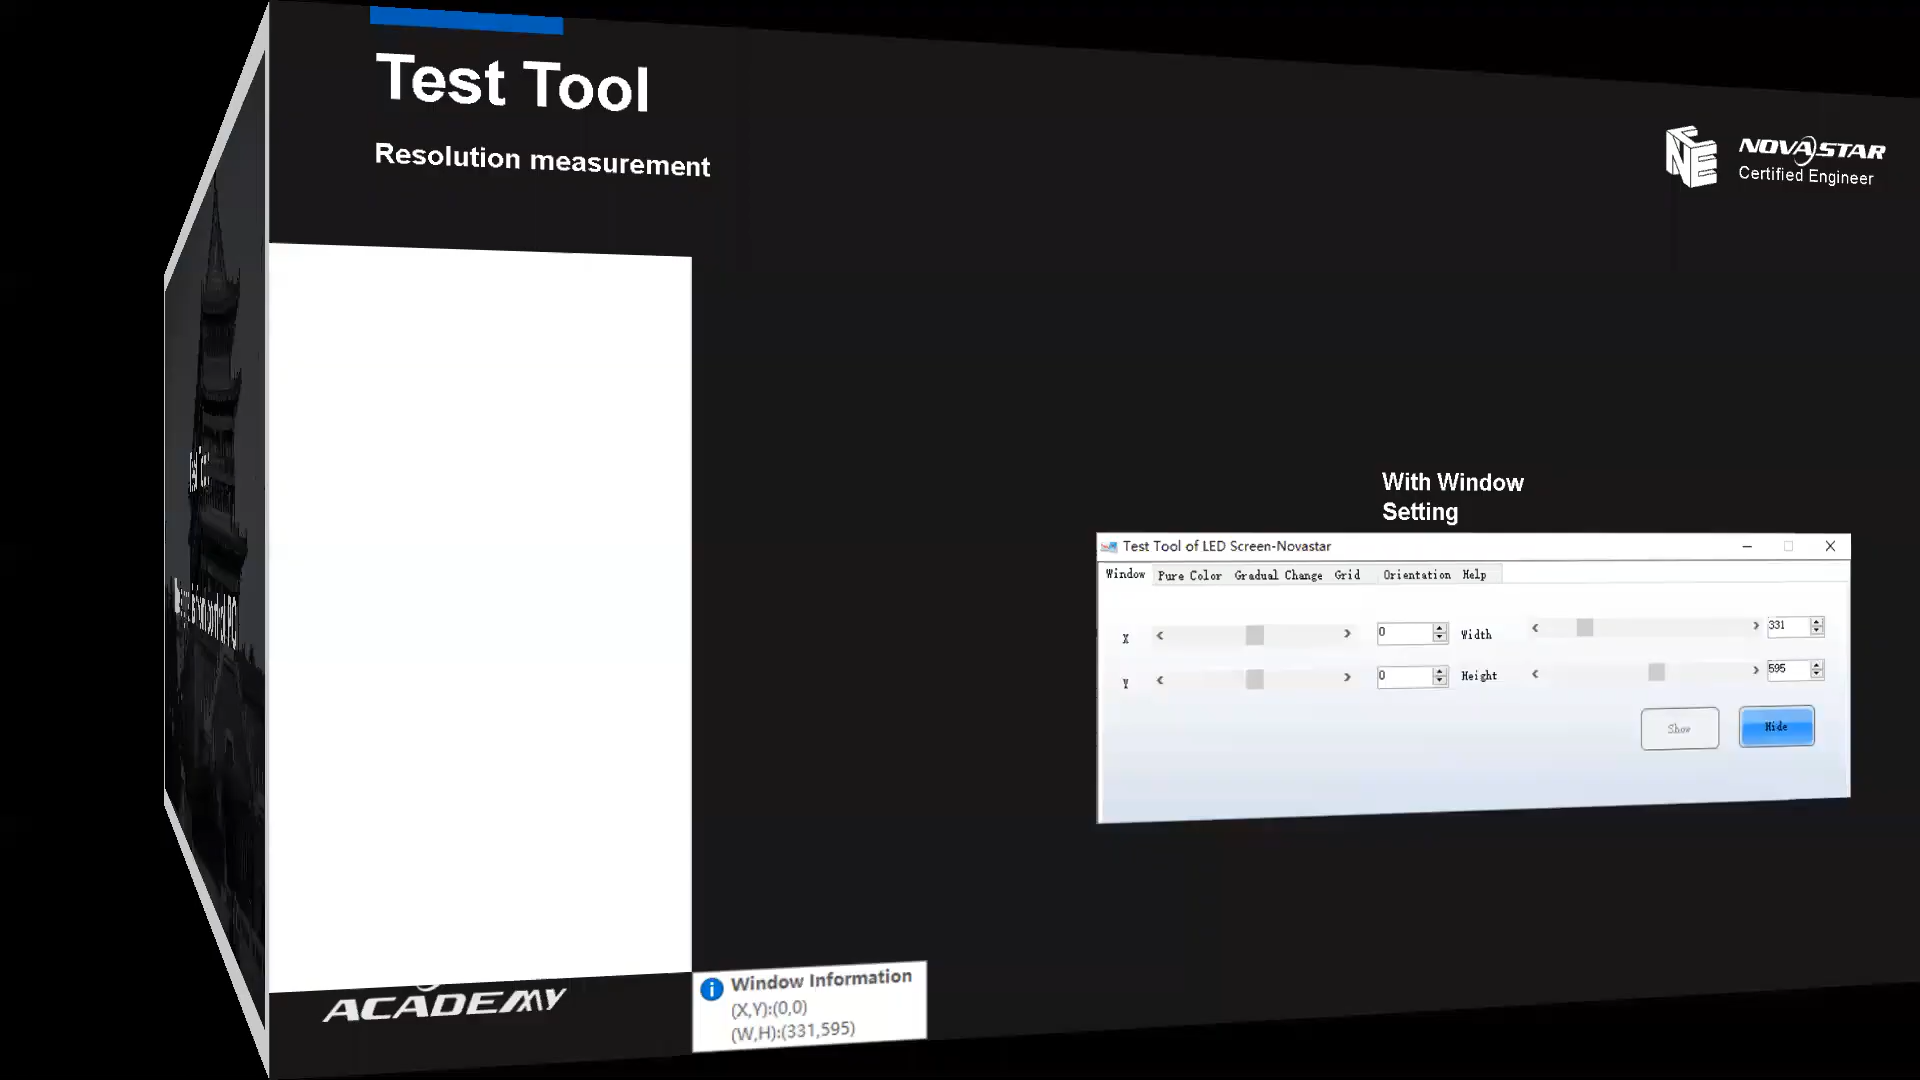 Test Tool
Resolution measurement
NE
NOVASTAR
Certified Engineer
With Window
Setting
Test Tool of LED Screen-Novastar
Window Pure Color Gradual Change Grid Orientation Help
X < > 0 Width < > 331
Y < > 0 Height < > 595
Show Hide
ACADEMY
Window Information
(X,Y):(0,0)
(W,H):(331,595)